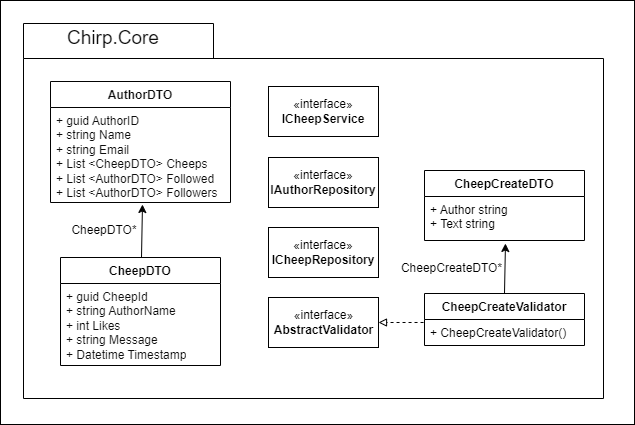 Chirp.Core
AuthorDTO
+ guid AuthorID
+ string Name
+ string Email
+ List <CheepDTO> Cheeps
+ List <AuthorDTO> Followed
+ List <AuthorDTO> Followers
CheepDTO*
CheepDTO
+ guid CheepId
+ string AuthorName
+ int Likes
+ string Message
+ Datetime Timestamp
«interface»
ICheepService
«interface»
IAuthorRepository
«interface»
ICheepRepository
«interface»
AbstractValidator
CheepCreateDTO
+ Author string
+ Text string
CheepCreateDTO*
CheepCreateValidator
+ CheepCreateValidator()